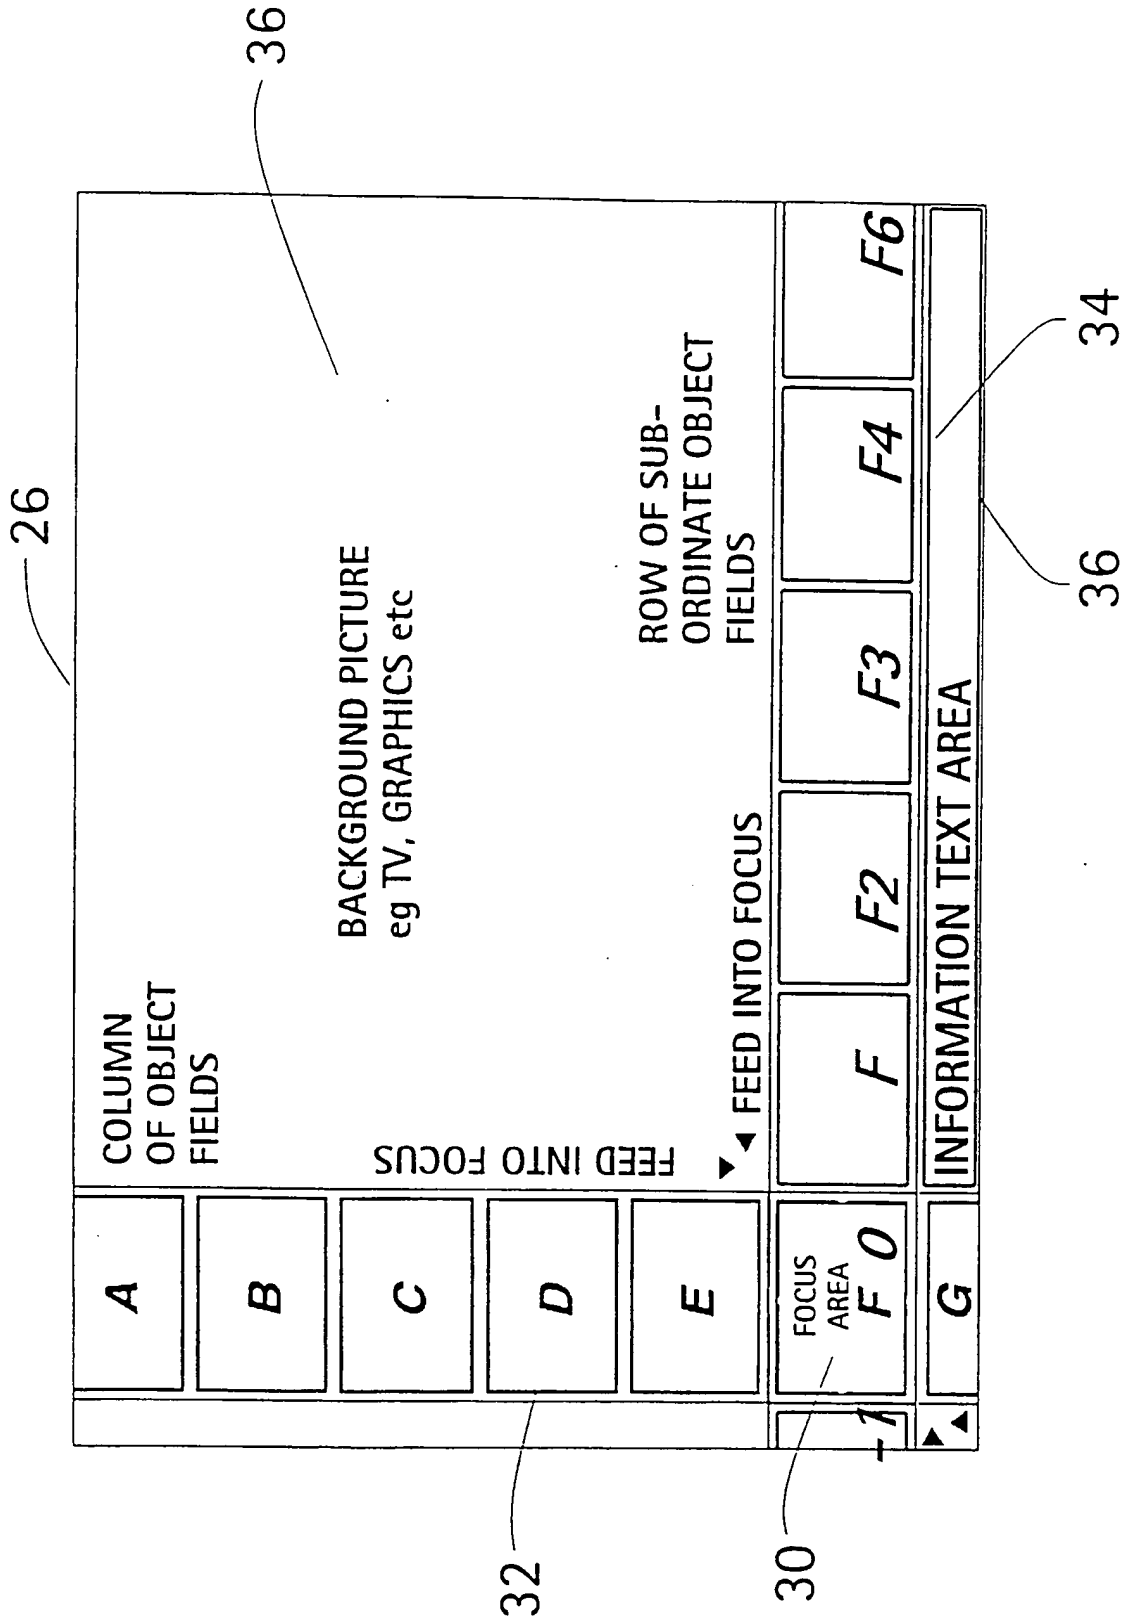 26
36
COLUMN
OF OBJECT
FIELDS
A
B
C
D
E
FEED INTO FOCUS
BACKGROUND PICTURE
eg TV, GRAPHICS etc
ROW OF SUB-
ORDINATE OBJECT
FIELDS
FEED INTO FOCUS
32
-1
FOCUS
AREA
F 0
F
F2
F3
F4
F6
30
G
INFORMATION TEXT AREA
36
34